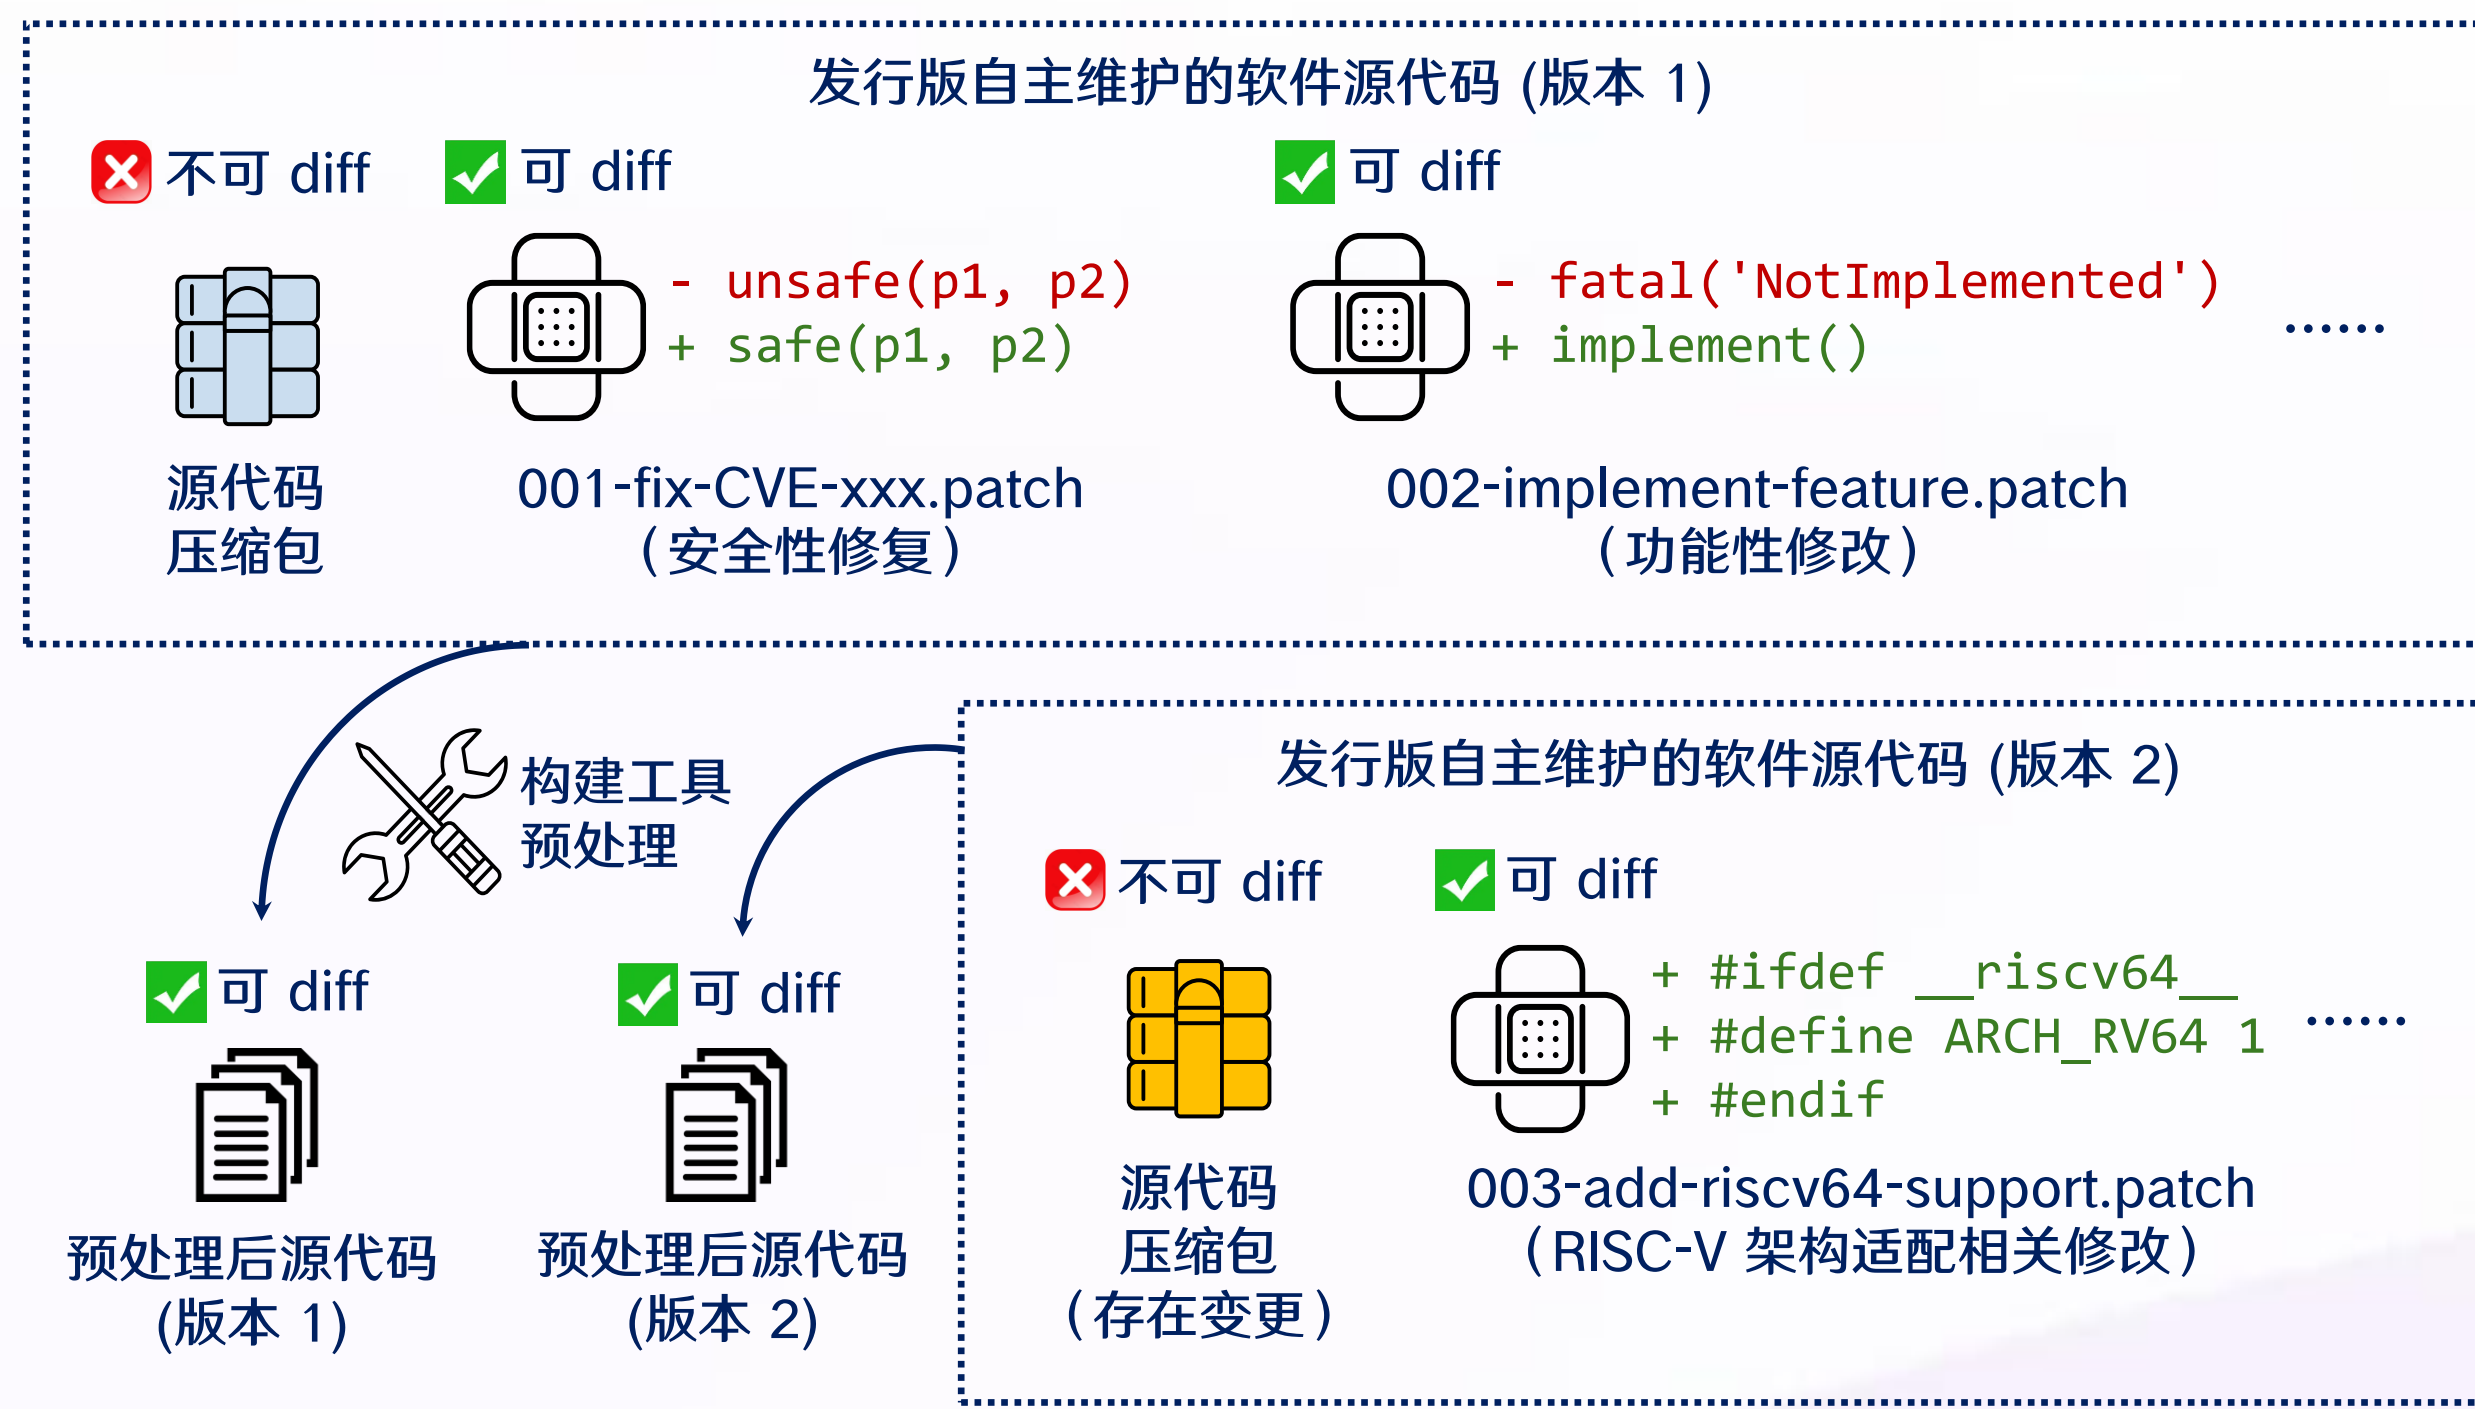 发行版自主维护的软件源代码 (版本 1)
不可 diff
可 diff
可 diff
- unsafe(p1, p2)
+ safe(p1, p2)
- fatal('NotImplemented')
+ implement()
……
源代码
压缩包
001-fix-CVE-xxx.patch
（安全性修复）
002-implement-feature.patch
（功能性修改）
构建工具
预处理
可 diff
预处理后源代码
(版本 1)
可 diff
预处理后源代码
(版本 2)
发行版自主维护的软件源代码 (版本 2)
不可 diff
可 diff
+ #ifdef __riscv64__
+ #define ARCH_RV64 1
+ #endif
……
源代码
压缩包
（存在变更）
003-add-riscv64-support.patch
（RISC-V 架构适配相关修改）